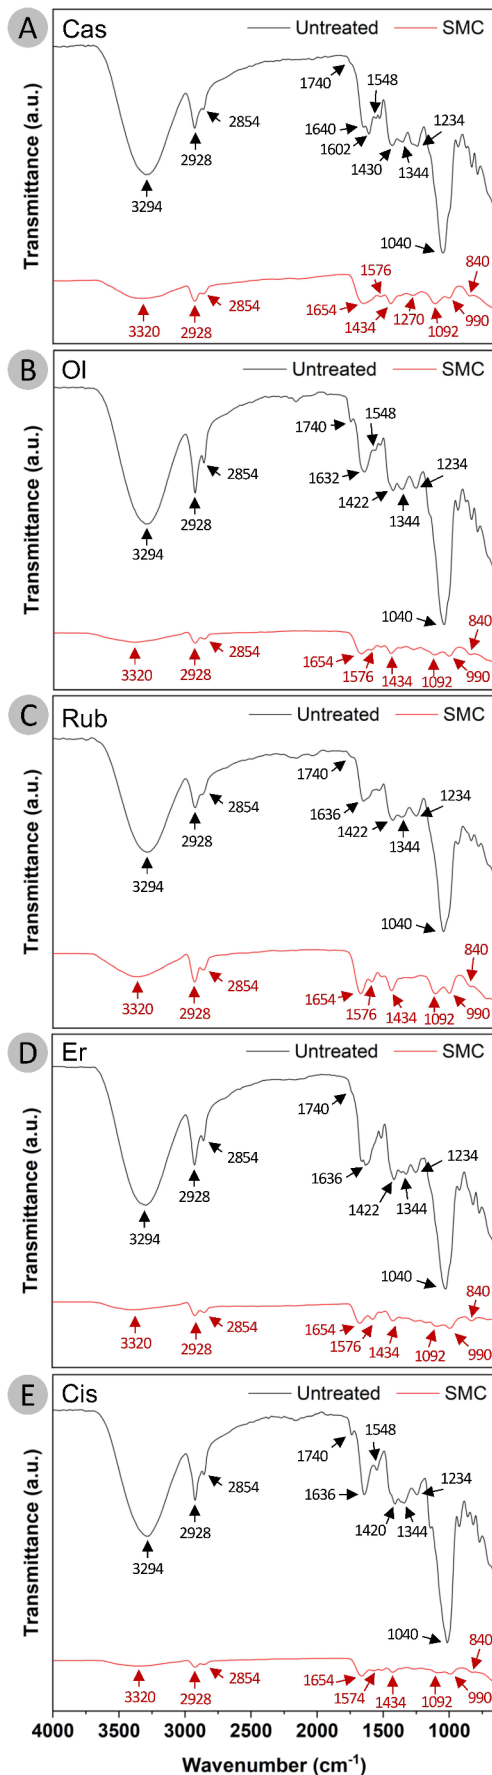 A Cas
Untreated SMC
Transmittance (a.u.)
1740 1548
2854 1234
2928 1640
1602
3294 1430 1344
1040
1576 840
2854 1654
3320 2928 1434 1270 1092 990
B Ol
Untreated SMC
Transmittance (a.u.)
1740 1548
2854 1632 1234
2928 1422 1344
3294
1040
840
2854 1654
3320 2928 1576 1434 1092 990
C Rub
Untreated SMC
Transmittance (a.u.)
1740
2854 1636 1234
2928 1422 1344
3294
1040
840
2854 1654
3320 2928 1576 1434 1092 990
D Er
Untreated SMC
Transmittance (a.u.)
1740
2854 1636 1234
2928 1422 1344
3294
1040
840
2854 1654
3320 2928 1576 1434 1092 990
E Cis
Untreated SMC
Transmittance (a.u.)
1740 1548
2854 1636 1234
2928 1420 1344
3294
1040
840
2854 1654
3320 2928 1574 1434 1092 990
4000 3500 3000 2500 2000 1500 1000
Wavenumber (cm⁻¹)